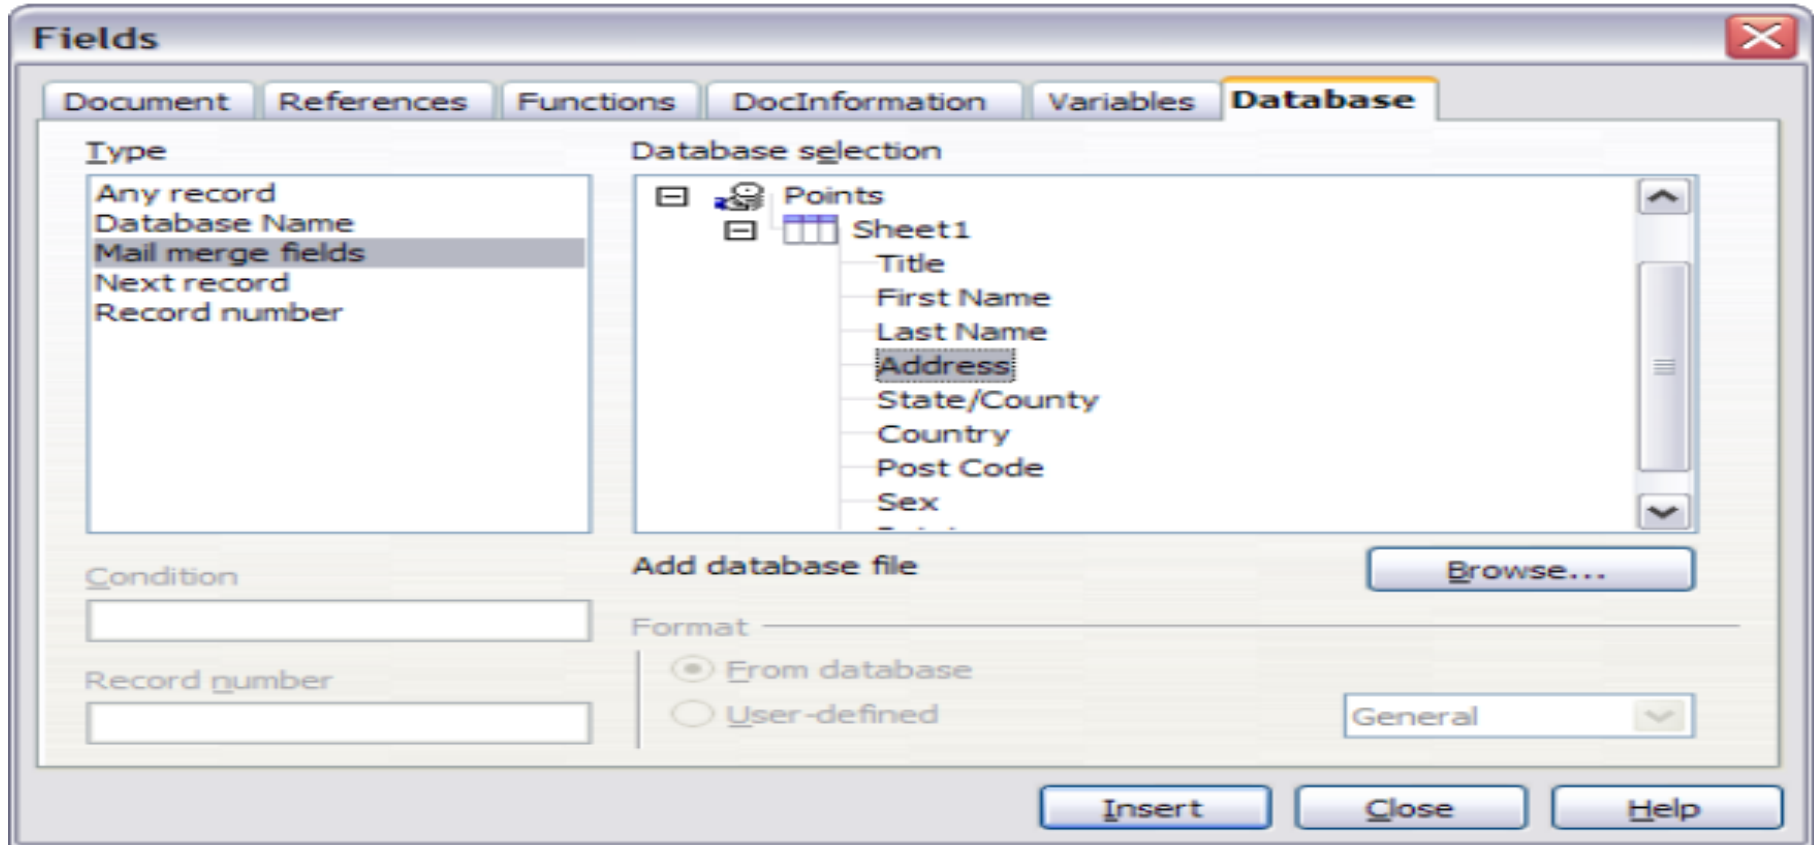 Fields
Document References Functions DocInformation Variables Database
Type
Any record
Database Name
Mail merge fields
Next record
Record number
Database selection
Points
Sheet1
Title
First Name
Last Name
Address
State/County
Country
Post Code
Sex
Condition
Record number
Add database file
Browse...
Format
From database
User-defined
General
Insert Close Help